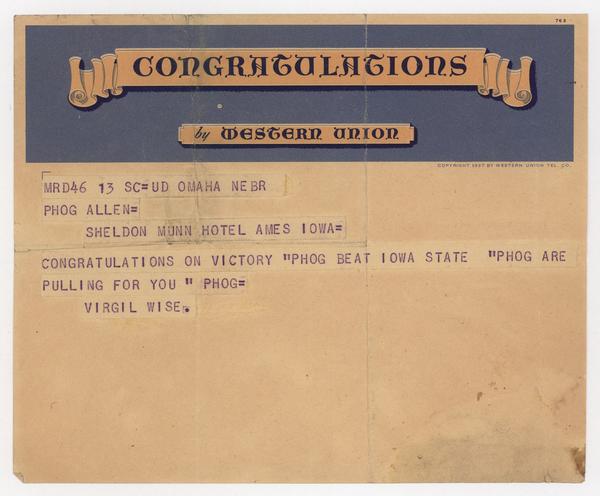 763
CONGRATULATIONS
by WESTERN UNION
COPYRIGHT 1937 BY WESTERN UNION TEL. CO.
MRD46 13 SC=UD OMAHA NEBR
PHOG ALLEN=
SHELDON MUNN HOTEL AMES IOWA=
CONGRATULATIONS ON VICTORY "PHOG BEAT IOWA STATE "PHOG ARE
PULLING FOR YOU " PHOG=
VIRGIL WISE.